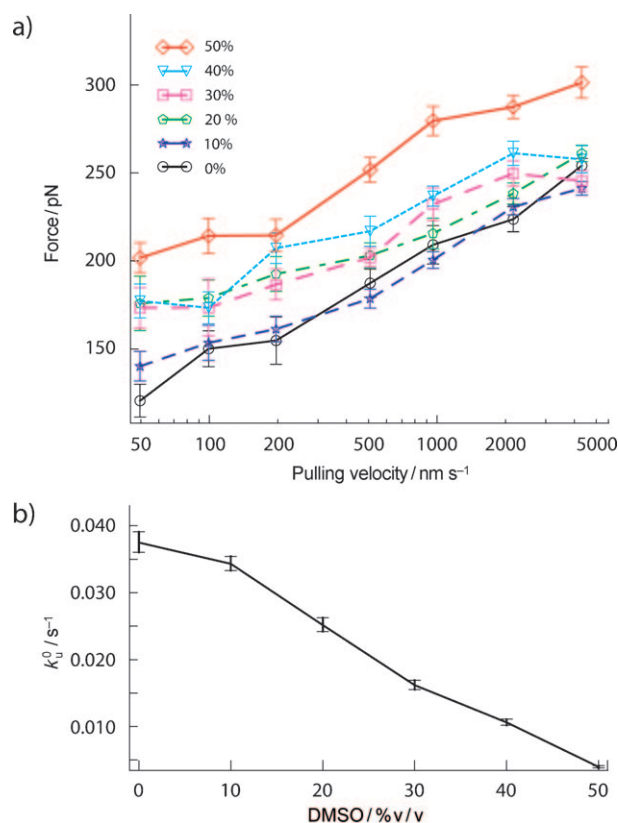 a)
300
250
200
150
Force / pN
50%
40%
30%
20 %
10%
0%
50 100 200 500 1000 2000 5000
Pulling velocity / nm s⁻¹
b)
0.040
0.030
0.020
0.010
k⁰ᵤ / s⁻¹
0 10 20 30 40 50
DMSO / %v/v